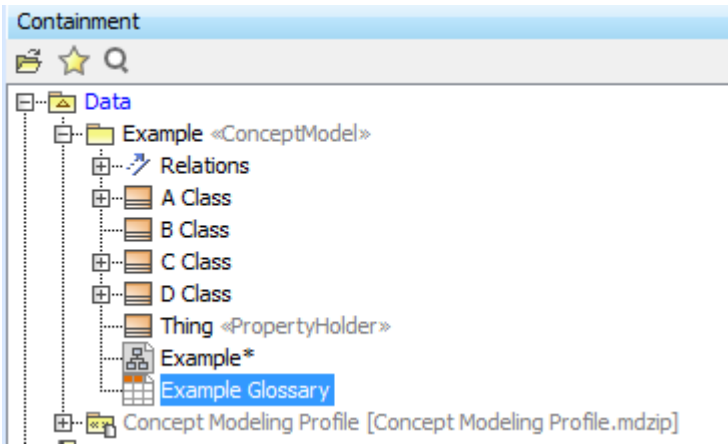 Containment
Data
Example «ConceptModel»
Relations
A Class
B Class
C Class
D Class
Thing «PropertyHolder»
Example*
Example Glossary
Concept Modeling Profile [Concept Modeling Profile.mdzip]